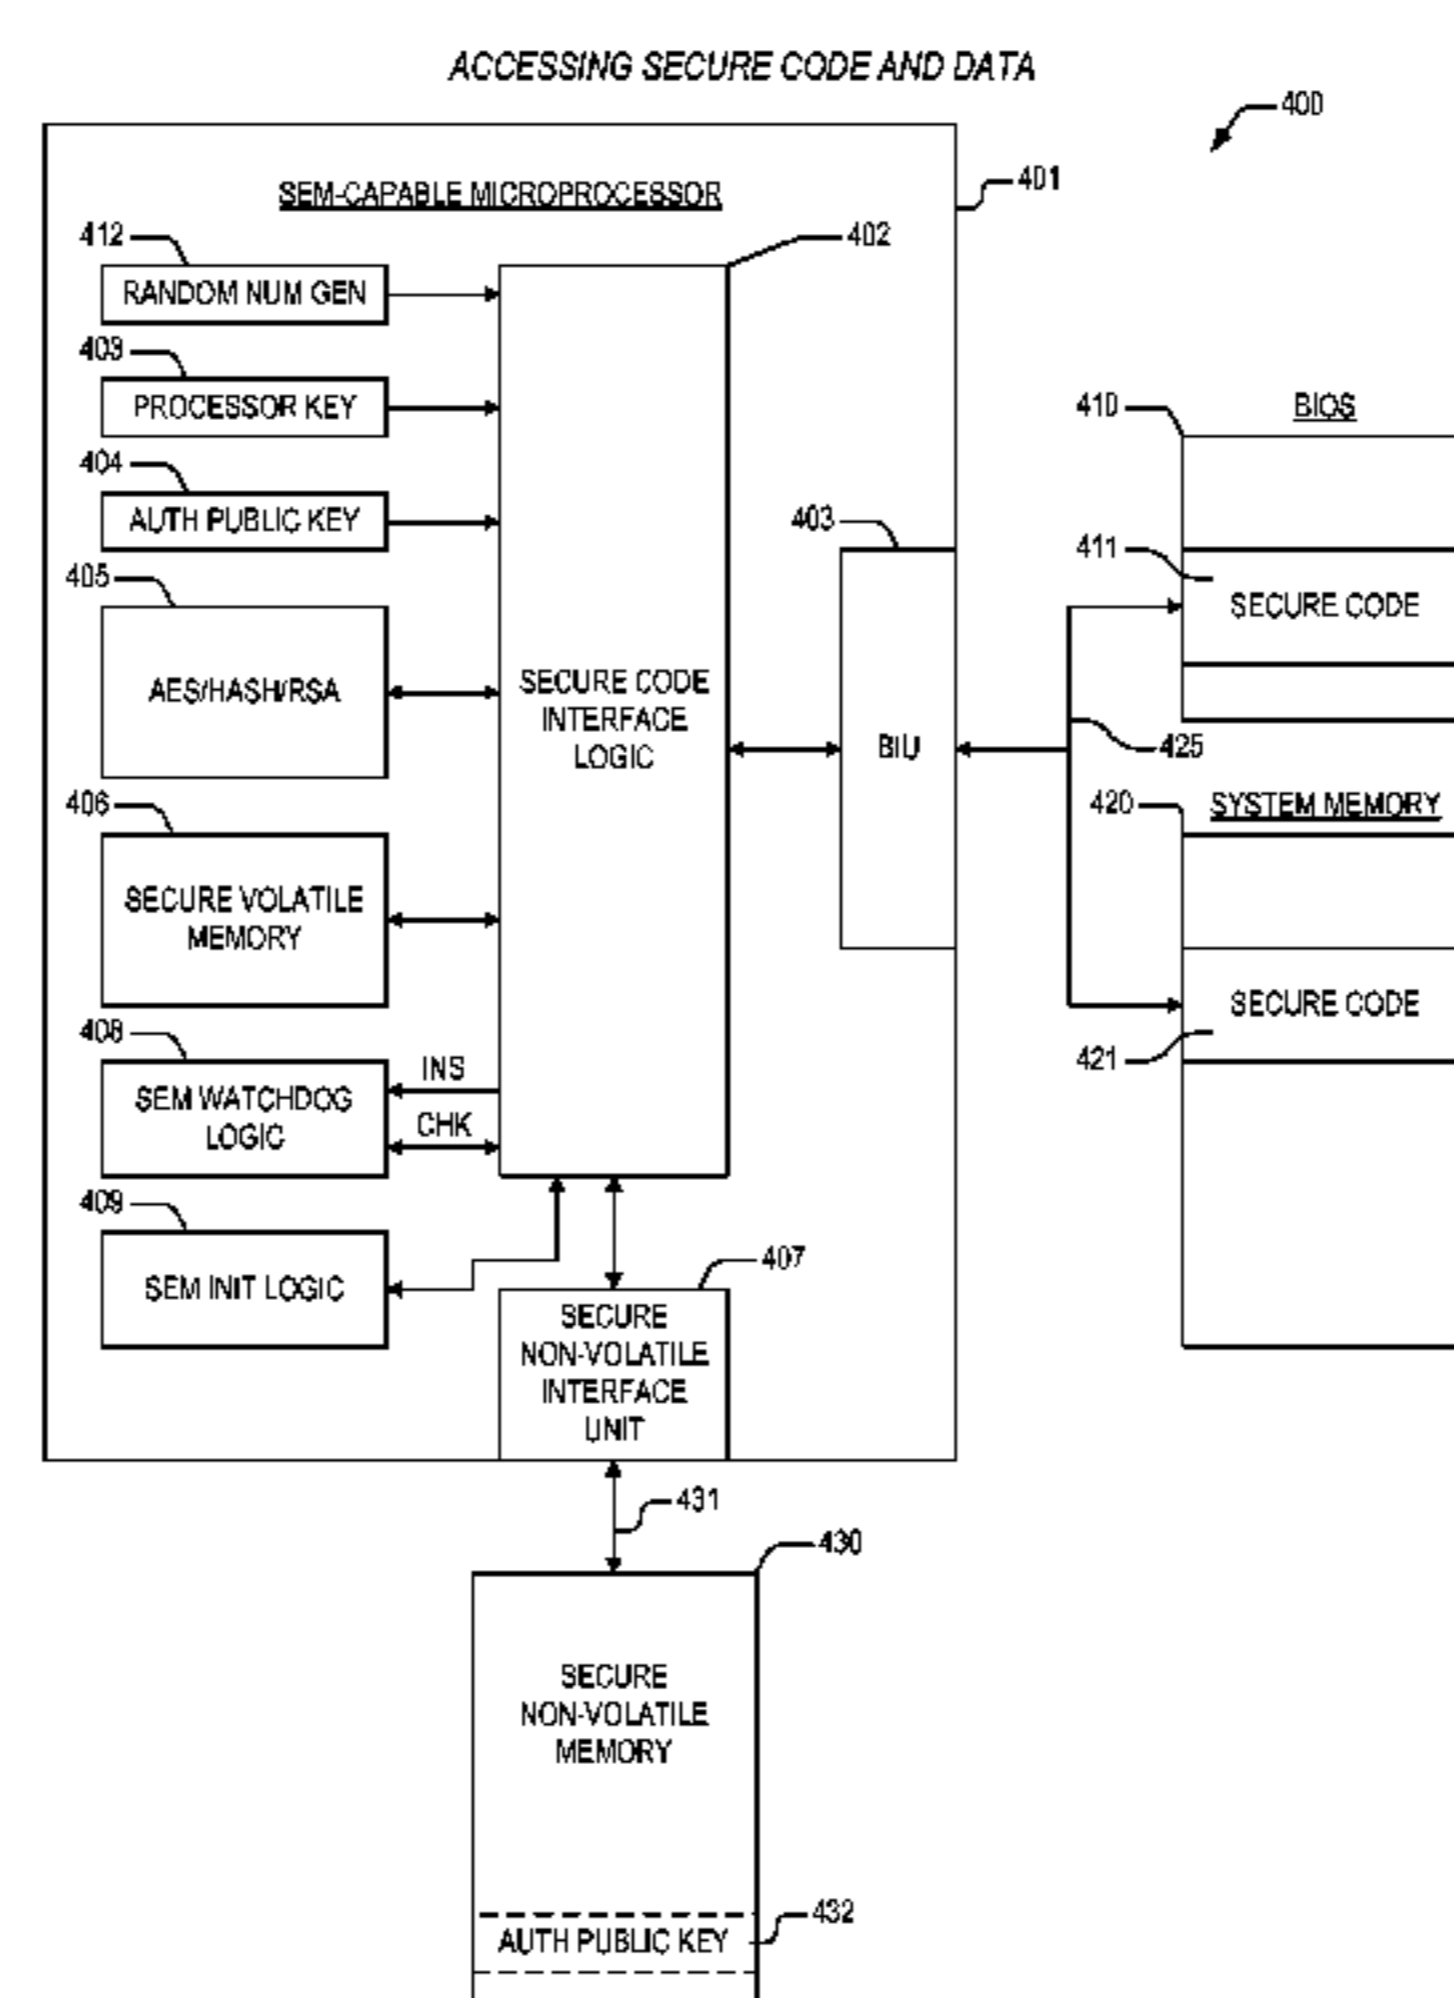 ACCESSING SECURE CODE AND DATA
400
401
SEM-CAPABLE MICROPROCESSOR
412
402
RANDOM NUM GEN
403
PROCESSOR KEY
404
AUTH PUBLIC KEY
405
AES/HASH/RSA
SECURE CODE
INTERFACE
LOGIC
403
BIU
410
BIOS
411
SECURE CODE
425
406
SECURE VOLATILE
MEMORY
420
SYSTEM MEMORY
SECURE CODE
421
408
SEM WATCHDOG
LOGIC
INS
CHK
409
SEM INIT LOGIC
407
SECURE
NON-VOLATILE
INTERFACE
UNIT
431
430
SECURE
NON-VOLATILE
MEMORY
432
AUTH PUBLIC KEY